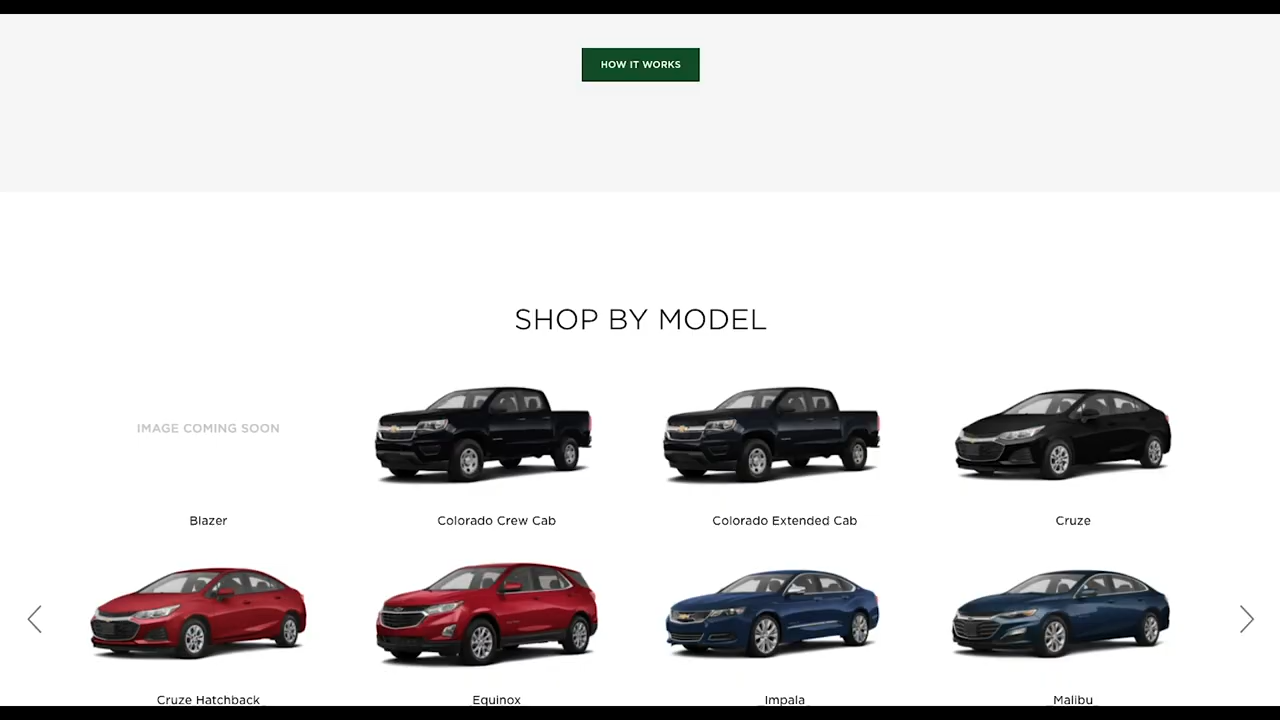 HOW IT WORKS
SHOP BY MODEL
IMAGE COMING SOON
Blazer
Colorado Crew Cab
Colorado Extended Cab
Cruze
Cruze Hatchback
Equinox
Impala
Malibu